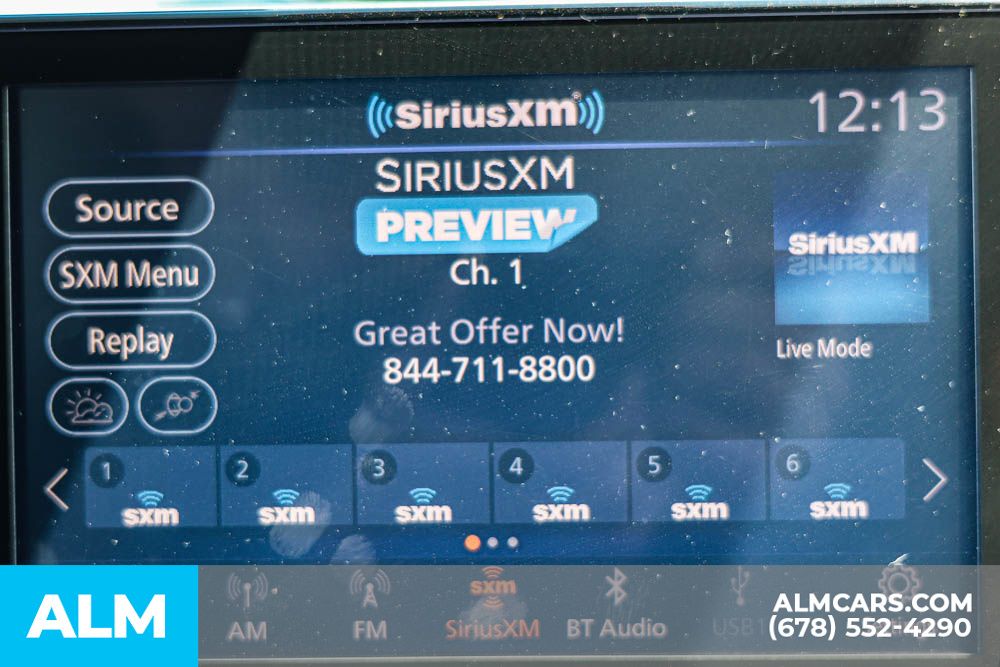 SiriusXM
12:13
SIRIUSXM
PREVIEW
Ch. 1
Great Offer Now!
844-711-8800
Source
SXM Menu
Replay
SiriusXM
Live Mode
1 2 3 4 5 6
sxm sxm sxm sxm sxm sxm
sxm
AM FM SiriusXM BT Audio USB1
ALM
ALMCARS.COM
(678) 552-4290